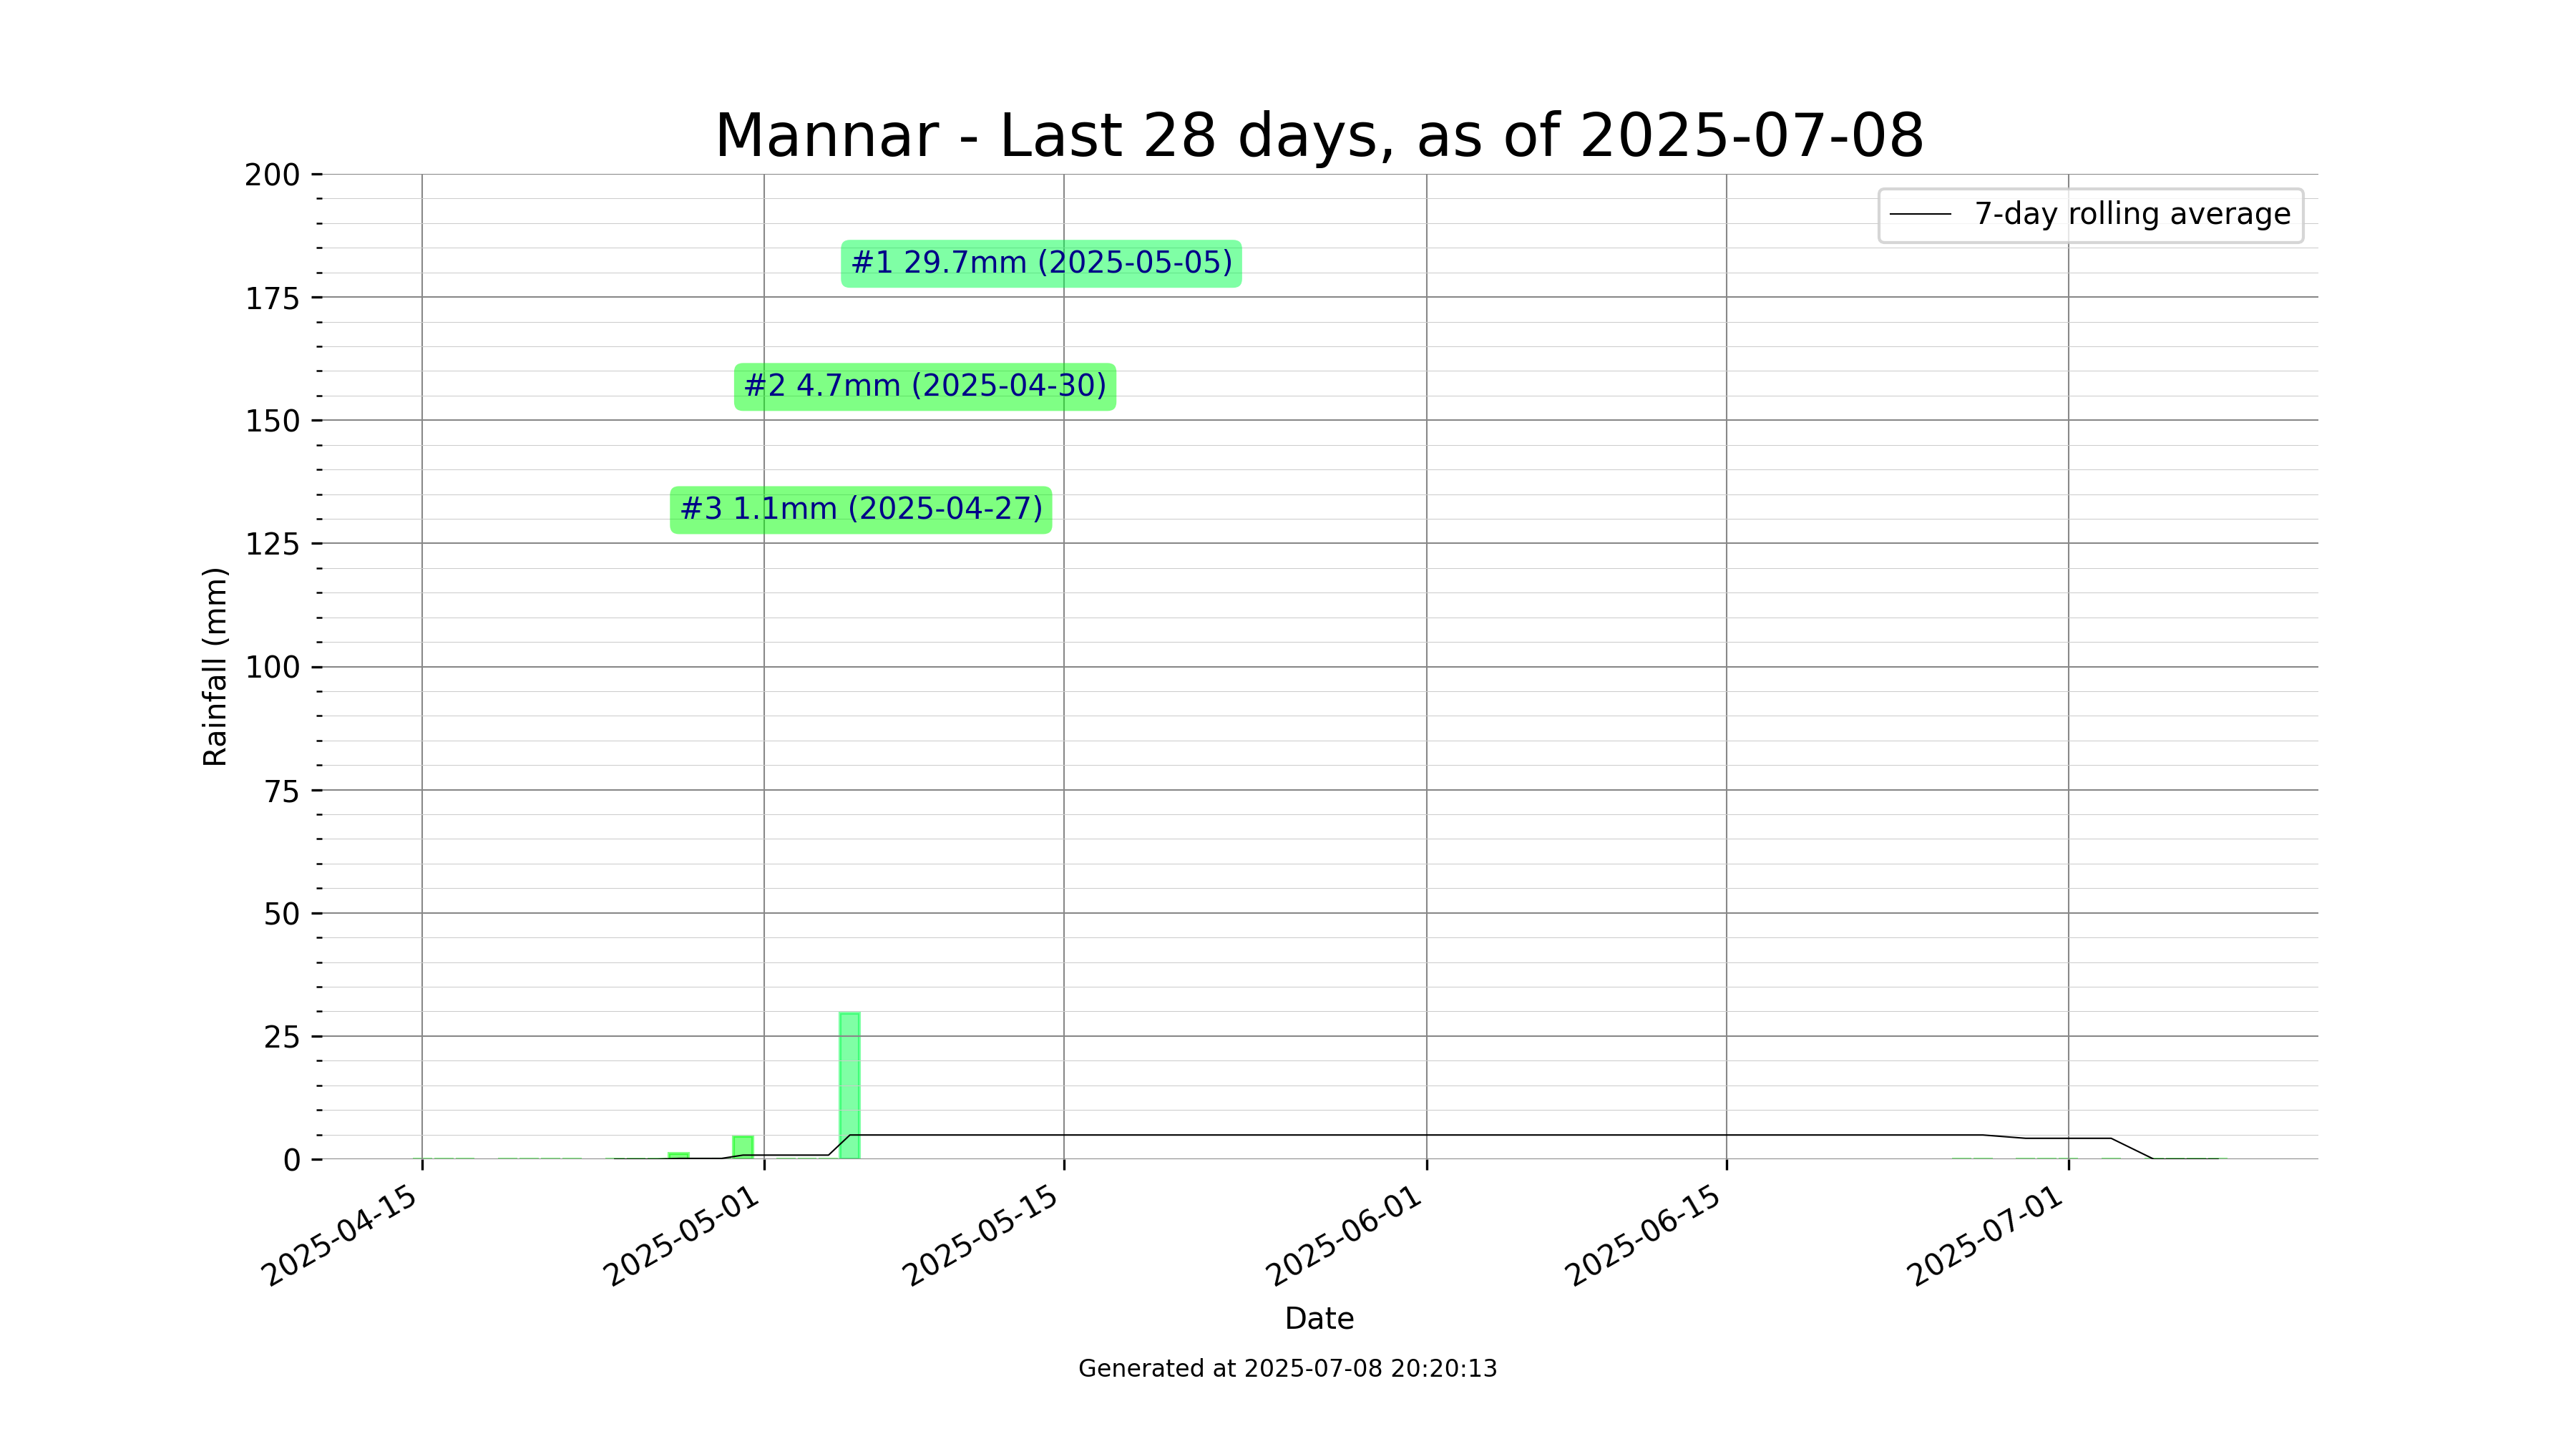 Mannar - Last 28 days, as of 2025-07-08
200
175
150
125
100
75
50
25
0
Rainfall (mm)
7-day rolling average
#1 29.7mm (2025-05-05)
#2 4.7mm (2025-04-30)
#3 1.1mm (2025-04-27)
2025-04-15
2025-05-01
2025-05-15
2025-06-01
2025-06-15
2025-07-01
Date
Generated at 2025-07-08 20:20:13